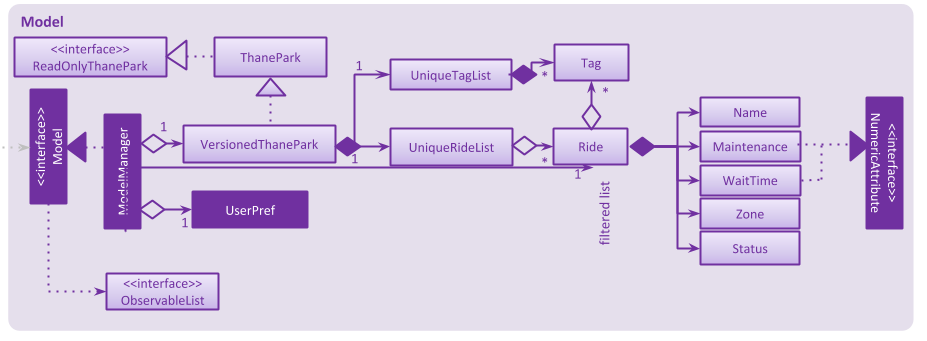 Model
<<interface>>
ReadOnlyThanePark
ThanePark
1
UniqueTagList
*
Tag
*
<<interface>>
Model
ModelManager
1
VersionedThanePark
1
UniqueRideList
*
Ride
1
filtered list
1
UserPref
Name
Maintenance
WaitTime
Zone
Status
<<interface>>
NumericAttribute
<<interface>>
ObservableList